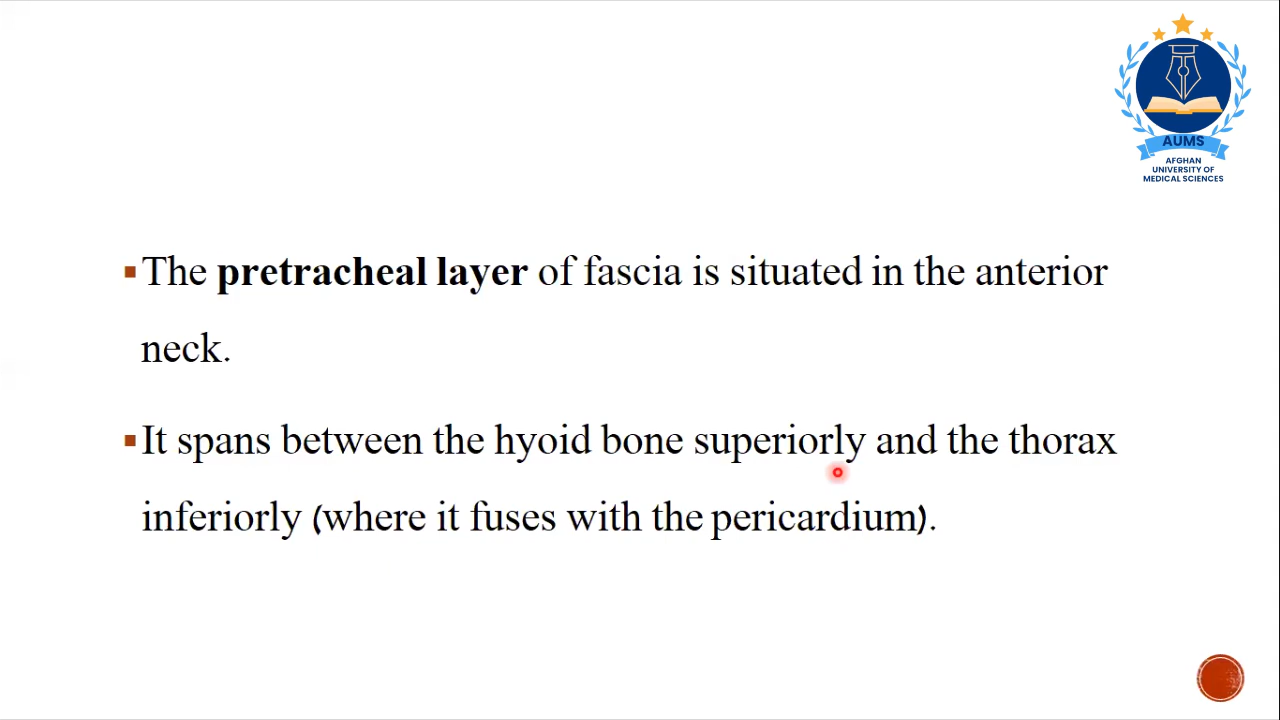 AUMS
AFGHAN
UNIVERSITY OF
MEDICAL SCIENCES
▪The pretracheal layer of fascia is situated in the anterior
neck.
▪It spans between the hyoid bone superiorly and the thorax
inferiorly (where it fuses with the pericardium).